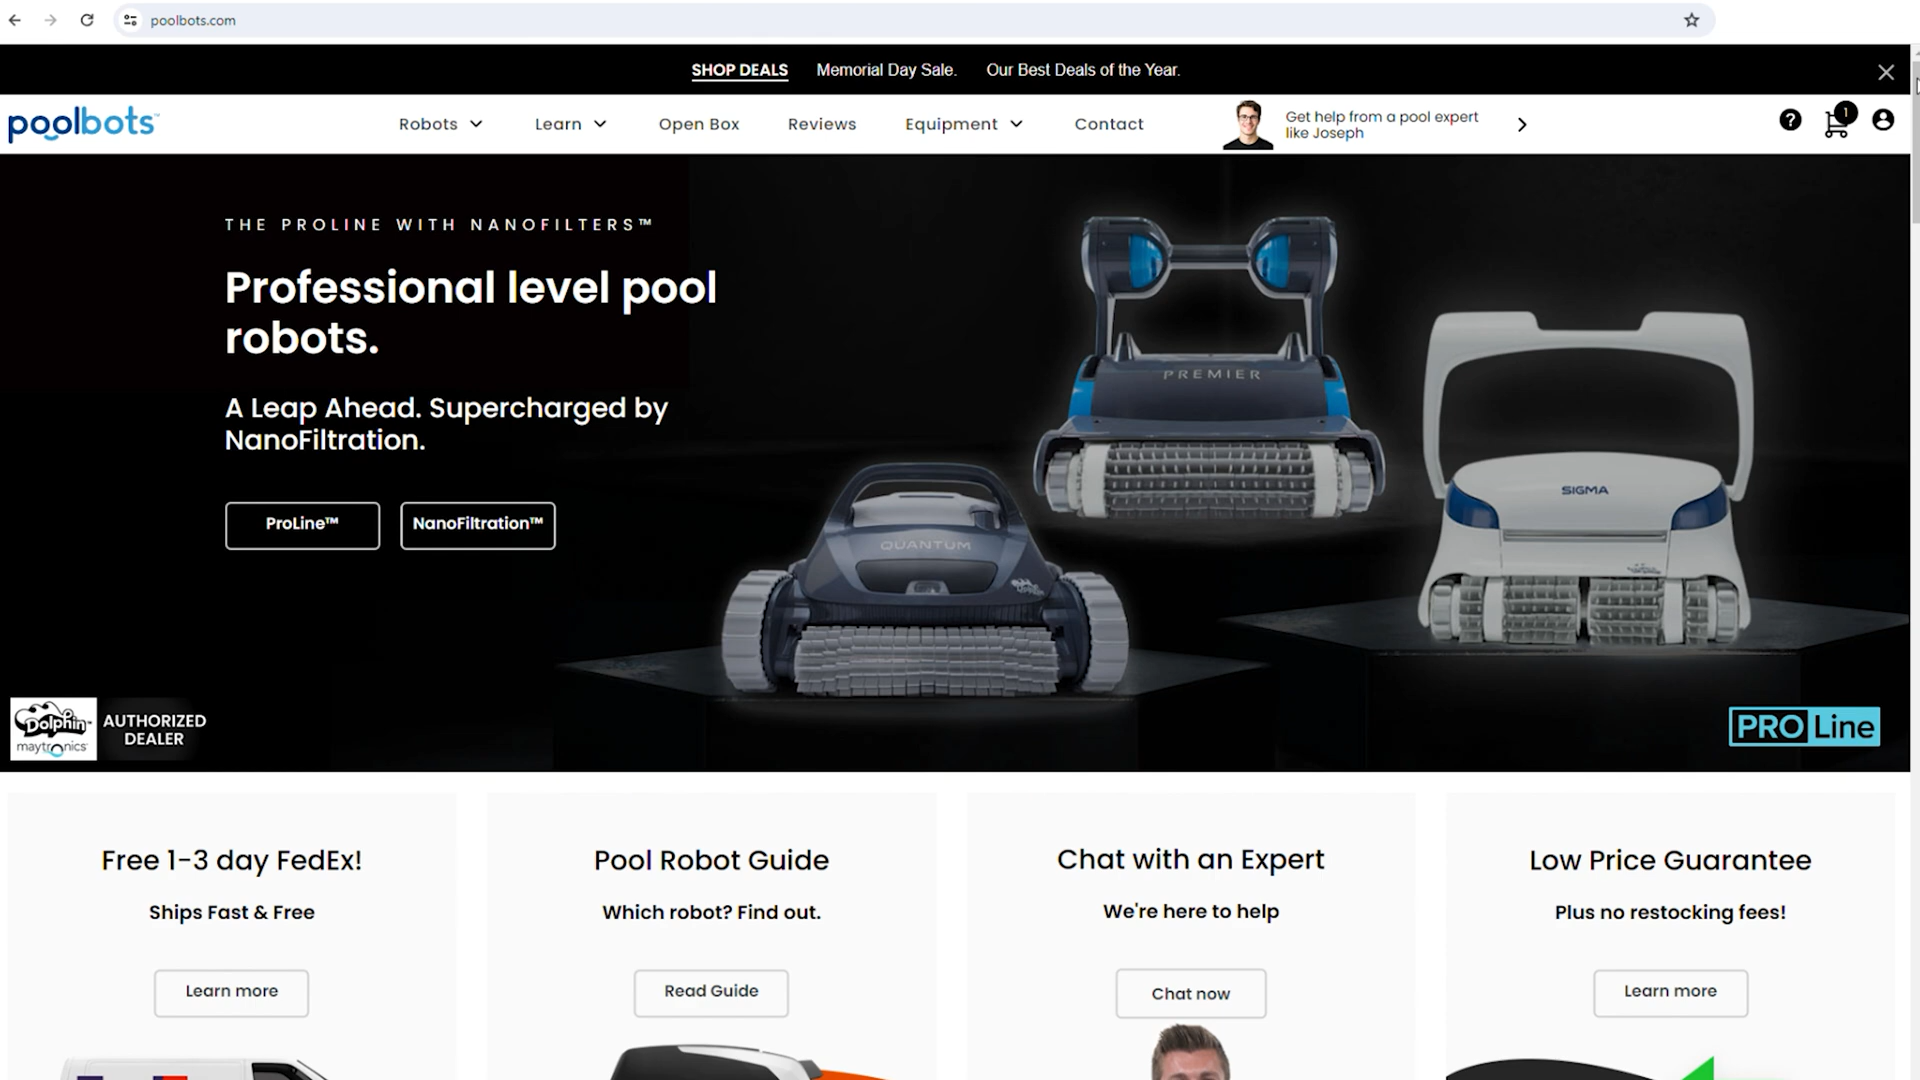 poolbots.com
SHOP DEALS Memorial Day Sale. Our Best Deals of the Year.
poolbots™
Robots Learn Open Box Reviews Equipment Contact
Get help from a pool expert
like Joseph
?
1
THE PROLINE WITH NANOFILTERS™
Professional level pool
robots.
A Leap Ahead. Supercharged by
NanoFiltration.
ProLine™ NanoFiltration™
PREMIER
SIGMA
QUANTUM
Dolphin
maytronics
AUTHORIZED
DEALER
PRO Line
Free 1-3 day FedEx!
Ships Fast & Free
Learn more
Pool Robot Guide
Which robot? Find out.
Read Guide
Chat with an Expert
We're here to help
Chat now
Low Price Guarantee
Plus no restocking fees!
Learn more